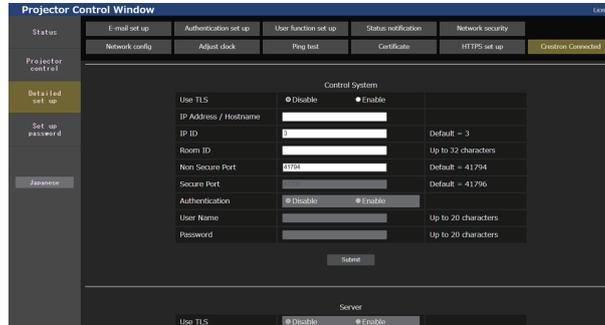 Projector Control Window
Status
E-mail set up
Authentication set up
User function set up
Status notification
Network security
Network config
Adjust clock
Ping test
Certificate
HTTPS set up
Crestron Connected
Projector
control
Detailed
set up
Set up
password
Japanese
Control System
Use TLS Disable Enable
IP Address / Hostname
IP ID 3 Default = 3
Room ID Up to 32 characters
Non Secure Port 41794 Default = 41794
Secure Port Default = 41796
Authentication Disable Enable
User Name Up to 20 characters
Password Up to 20 characters
Submit
Server
Use TLS Disable Enable